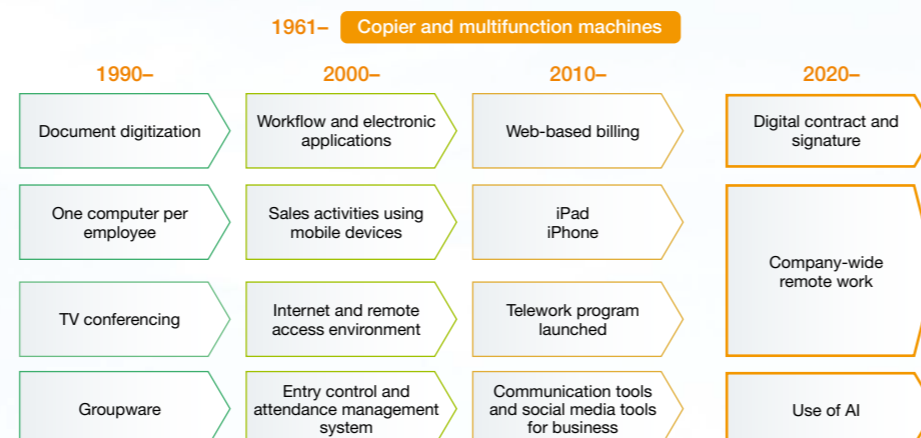 1961– Copier and multifunction machines
1990–
2000–
2010–
2020–
Document digitization
Workflow and electronic
applications
Web-based billing
Digital contract and
signature
One computer per
employee
Sales activities using
mobile devices
iPad
iPhone
Company-wide
remote work
TV conferencing
Internet and remote
access environment
Telework program
launched
Groupware
Entry control and
attendance management
system
Communication tools
and social media tools
for business
Use of AI